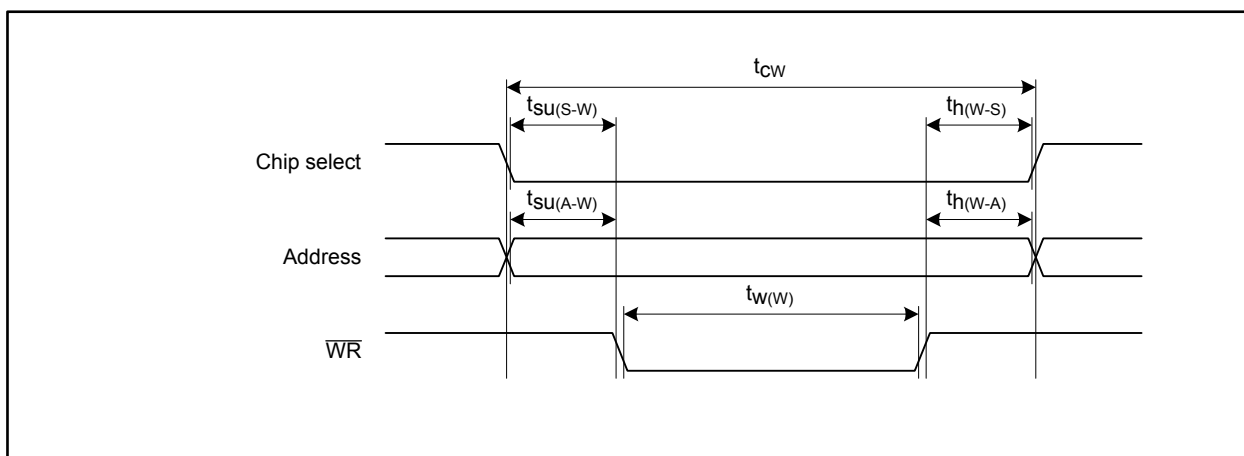 tcw
tsu(S-W)
th(W-S)
Chip select
tsu(A-W)
th(W-A)
Address
tw(W)
WR